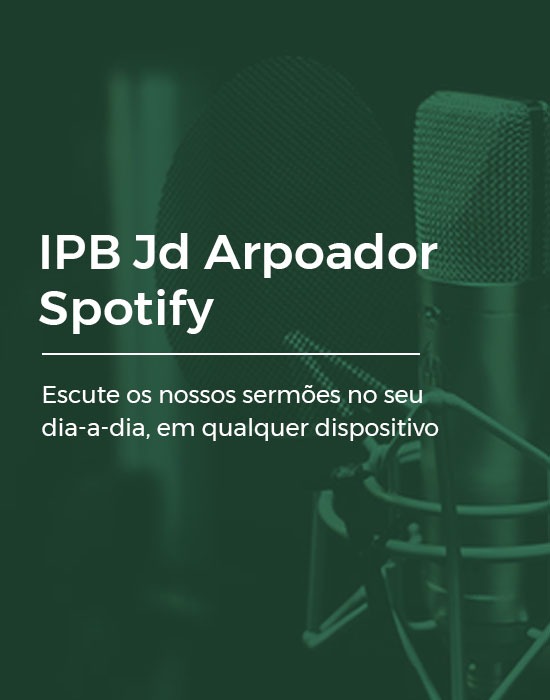 IPB Jd Arpoador
Spotify
Escute os nossos sermões no seu
dia-a-dia, em qualquer dispositivo